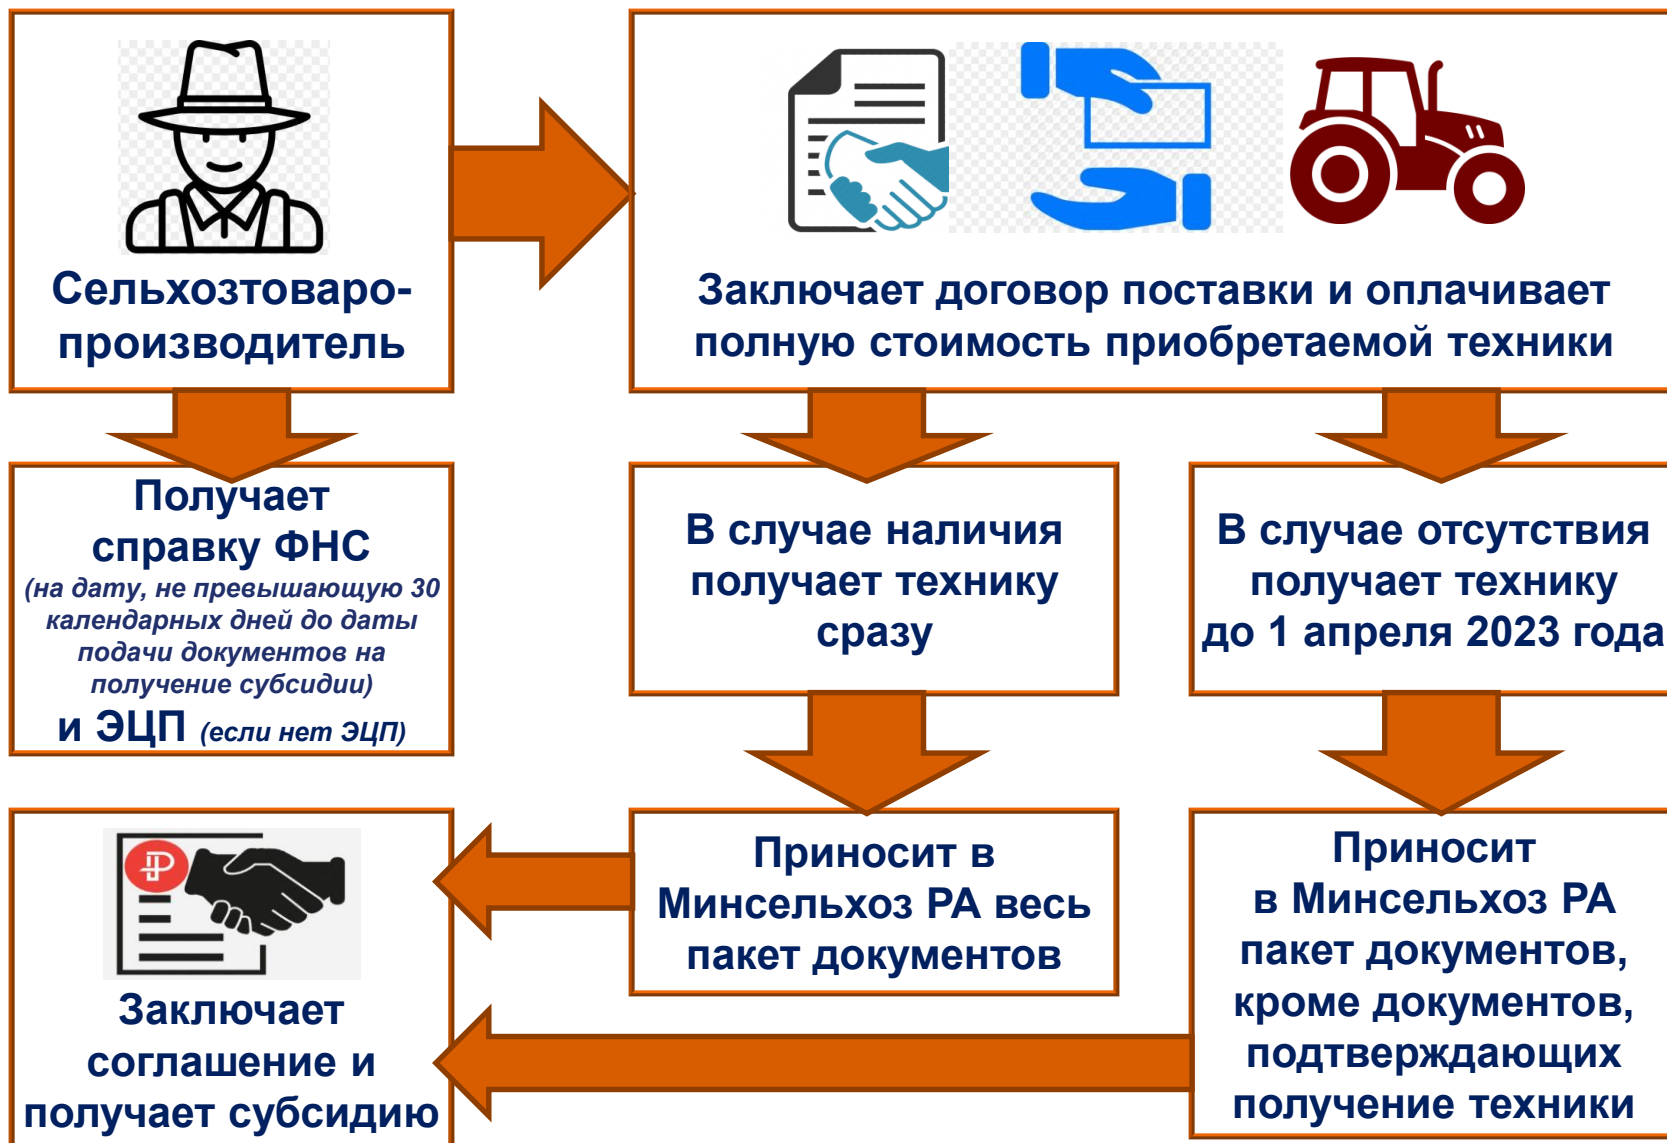 Сельхозтоваро-
производитель
Заключает договор поставки и оплачивает
полную стоимость приобретаемой техники
Получает
справку ФНС
(на дату, не превышающую 30
календарных дней до даты
подачи документов на
получение субсидии)
и ЭЦП (если нет ЭЦП)
В случае наличия
получает технику
сразу
В случае отсутствия
получает технику
до 1 апреля 2023 года
Заключает
соглашение и
получает субсидию
Приносит в
Минсельхоз РА весь
пакет документов
Приносит
в Минсельхоз РА
пакет документов,
кроме документов,
подтверждающих
получение техники